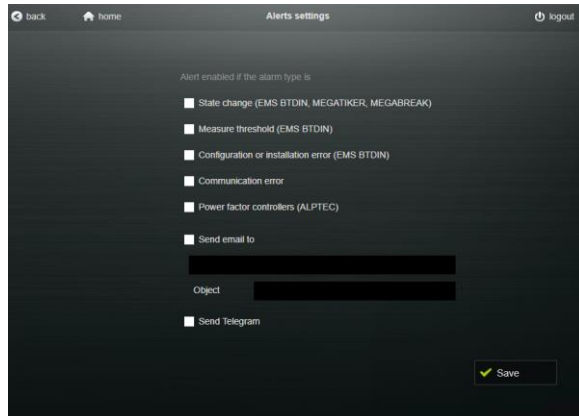 back home Alerts settings logout
Alert enabled if the alarm type is
State change (EMS BTDIN, MEGATIKER, MEGABREAK)
Measure threshold (EMS BTDIN)
Configuration or installation error (EMS BTDIN)
Communication error
Power factor controllers (ALPTEC)
Send email to
Object
Send Telegram
Save